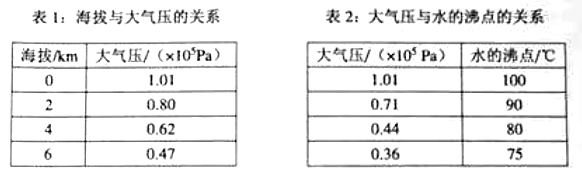 表1：海拔与大气压的关系
海拔/km 大气压/（×10⁵Pa）
0 1.01
2 0.80
4 0.62
6 0.47
表2：大气压与水的沸点的关系
大气压/（×10⁵ Pa） 水的沸点/℃
1.01 100
0.71 90
0.44 80
0.36 75